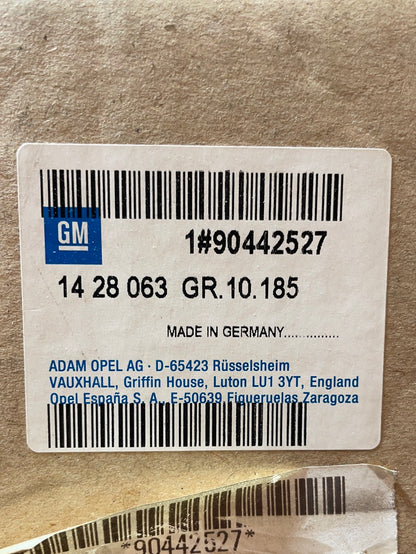 GM
1#90442527
14 28 063 GR.10.185
MADE IN GERMANY................
ADAM OPEL AG · D-65423 Rüsselsheim
VAUXHALL, Griffin House, Luton LU1 3YT, England
Opel España S. A., E-50639 Figueruelas Zaragoza
*90442527*